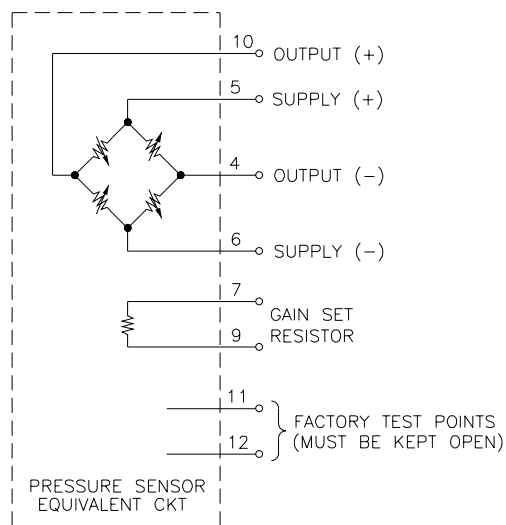 10 OUTPUT (+)
5 SUPPLY (+)
4 OUTPUT (-)
6 SUPPLY (-)
7
GAIN SET
RESISTOR
9
11
FACTORY TEST POINTS
(MUST BE KEPT OPEN)
12
PRESSURE SENSOR
EQUIVALENT CKT